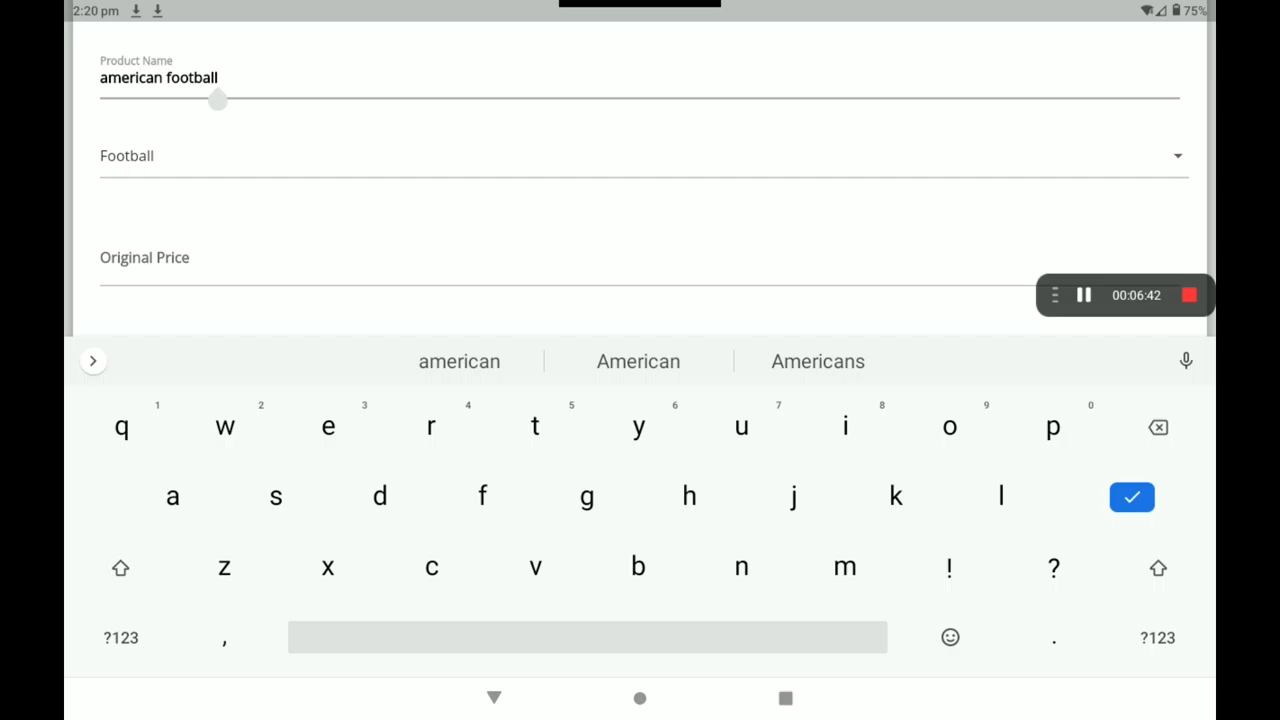 2:20 pm 75%
Product Name
american football
Football
Original Price
00:06:42
american American Americans
1 2 3 4 5 6 7 8 9 0
q w e r t y u i o p
a s d f g h j k l
z x c v b n m ! ?
?123 , . ?123